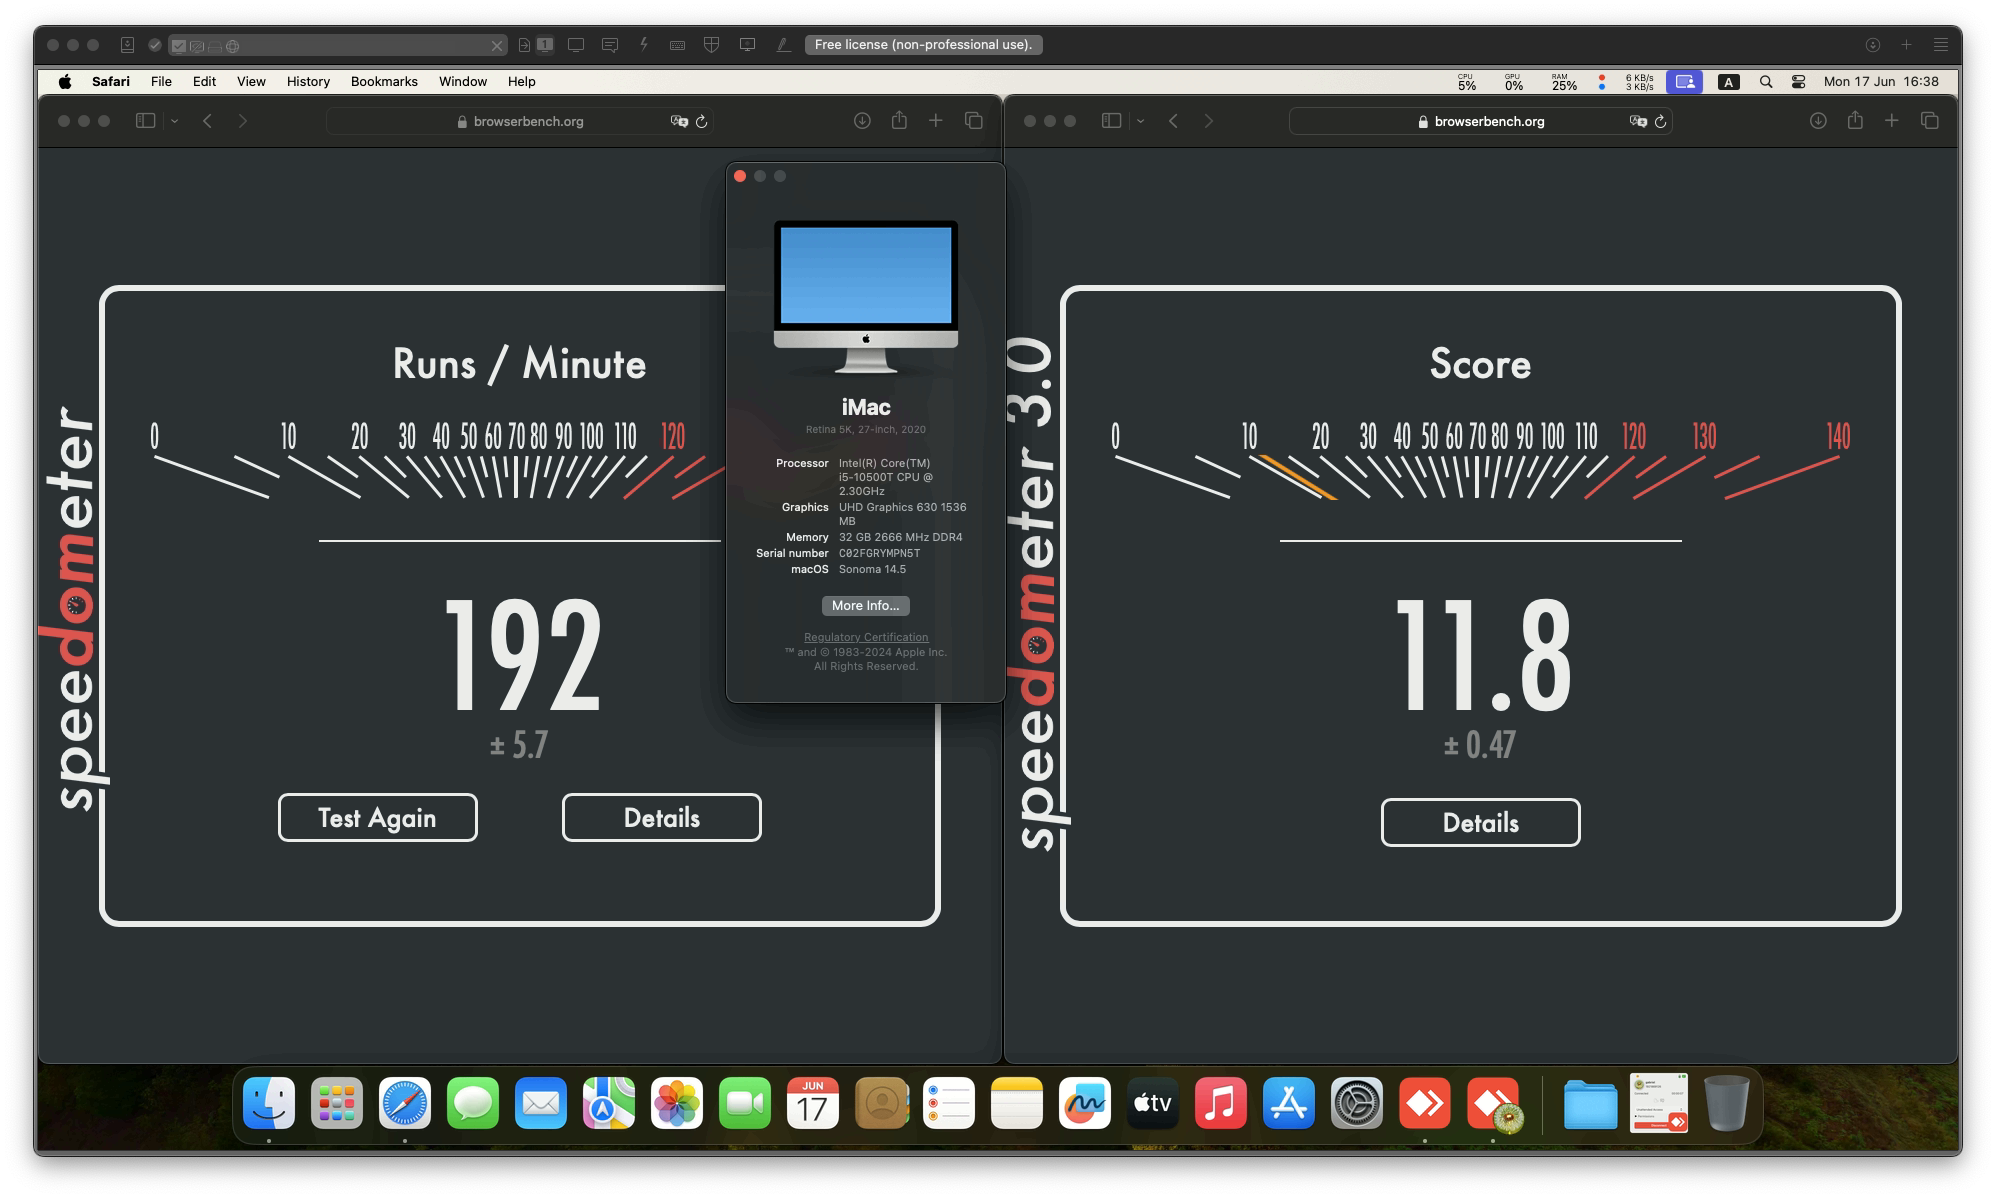 1
Free license (non-professional use).
Safari File Edit View History Bookmarks Window Help
CPU 5% GPU 0% RAM 25% 6 KB/s 3 KB/s A Mon 17 Jun 16:38
browserbench.org
browserbench.org
speedometer
Runs / Minute
0 10 20 30 40 50 60 70 80 90 100 110 120
192
± 5.7
Test Again
Details
iMac
Retina 5K, 27-inch, 2020
Processor Intel(R) Core(TM)
i5-10500T CPU @
2.30GHz
Graphics UHD Graphics 630 1536
MB
Memory 32 GB 2666 MHz DDR4
Serial number C02FGRYMPN5T
macOS Sonoma 14.5
More Info...
Regulatory Certification
™ and © 1983-2024 Apple Inc.
All Rights Reserved.
speedometer 3.0
Score
0 10 20 30 40 50 60 70 80 90 100 110 120 130 140
11.8
± 0.47
Details
JUN
17
tv